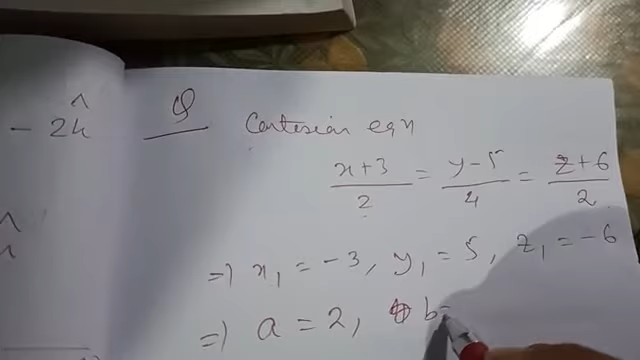 - 2k̂
Q Cartesian eqn
x+3/2 = y-5/4 = z+6/2
=) x₁ = -3, y₁ = 5, z₁ = -6
=) a = 2, b=